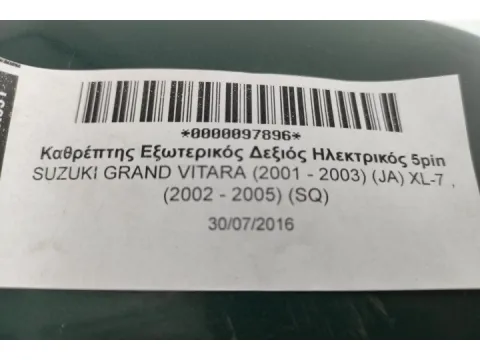 *0000097896*
Καθρέπτης Εξωτερικός Δεξιός Ηλεκτρικός 5pin
SUZUKI GRAND VITARA (2001 - 2003) (JA) XL-7 ,
(2002 - 2005) (SQ)
30/07/2016